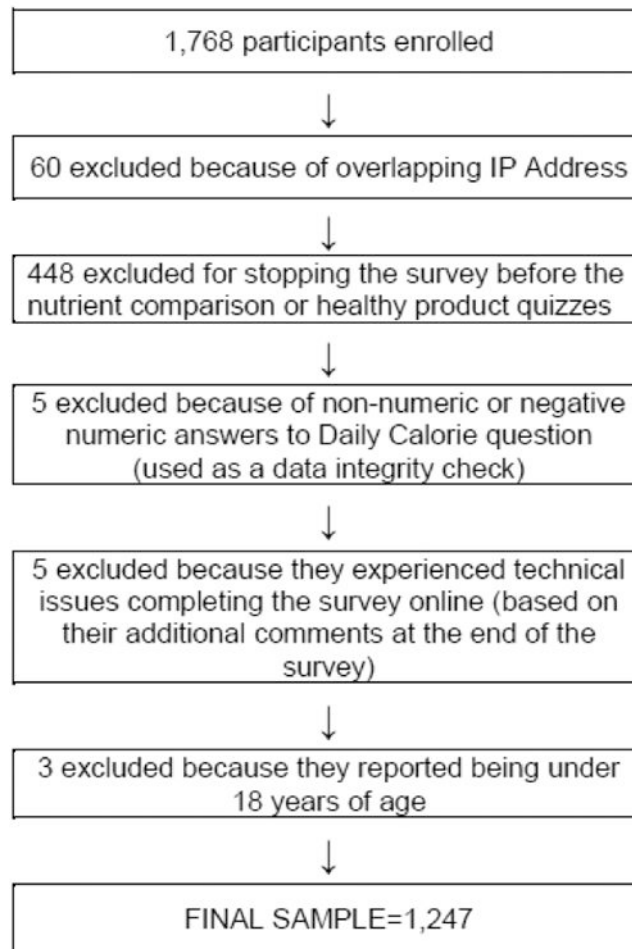 1,768 participants enrolled
↓
60 excluded because of overlapping IP Address
↓
448 excluded for stopping the survey before the
nutrient comparison or healthy product quizzes
↓
5 excluded because of non-numeric or negative
numeric answers to Daily Calorie question
(used as a data integrity check)
↓
5 excluded because they experienced technical
issues completing the survey online (based on
their additional comments at the end of the
survey)
↓
3 excluded because they reported being under
18 years of age
↓
FINAL SAMPLE=1,247